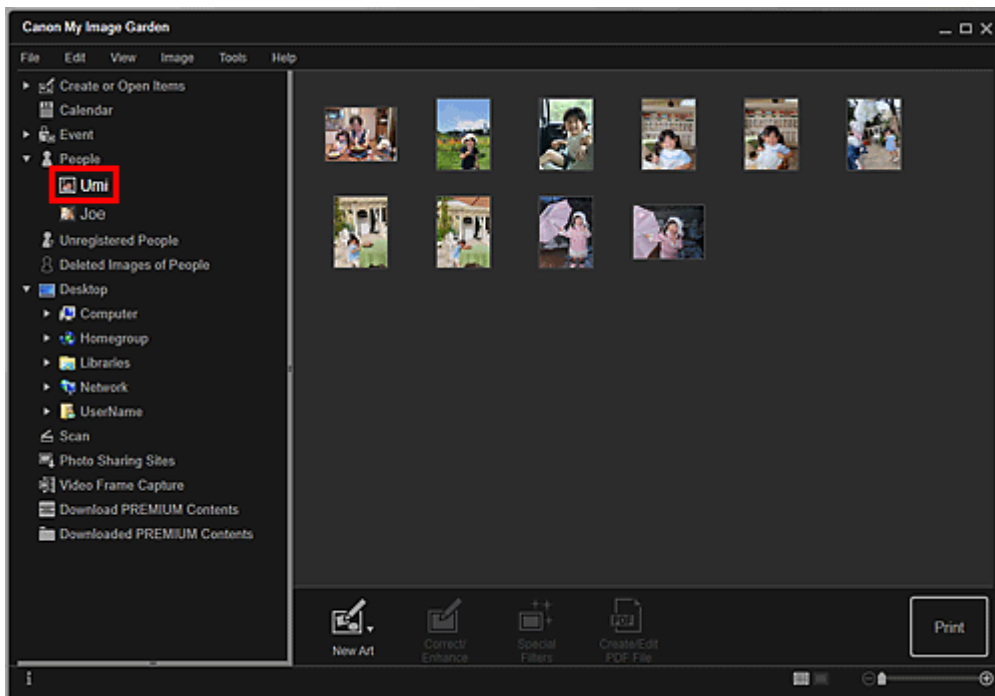 Canon My Image Garden
File Edit View Image Tools Help
Create or Open Items
Calendar
Event
People
Umi
Joe
Unregistered People
Deleted Images of People
Desktop
Computer
Homegroup
Libraries
Network
UserName
Scan
Photo Sharing Sites
Video Frame Capture
Download PREMIUM Contents
Downloaded PREMIUM Contents
New Art
Correct/
Enhance
Special
Filters
Create/Edit
PDF File
Print